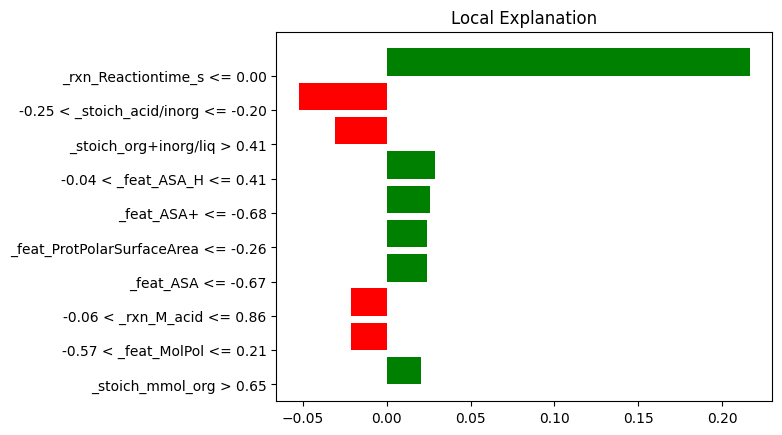 Local Explanation
_rxn_Reactiontime_s <= 0.00
-0.25 < _stoich_acid/inorg <= -0.20
_stoich_org+inorg/liq > 0.41
-0.04 < _feat_ASA_H <= 0.41
_feat_ASA+ <= -0.68
_feat_ProtPolarSurfaceArea <= -0.26
_feat_ASA <= -0.67
-0.06 < _rxn_M_acid <= 0.86
-0.57 < _feat_MolPol <= 0.21
_stoich_mmol_org > 0.65
−0.05 0.00 0.05 0.10 0.15 0.20